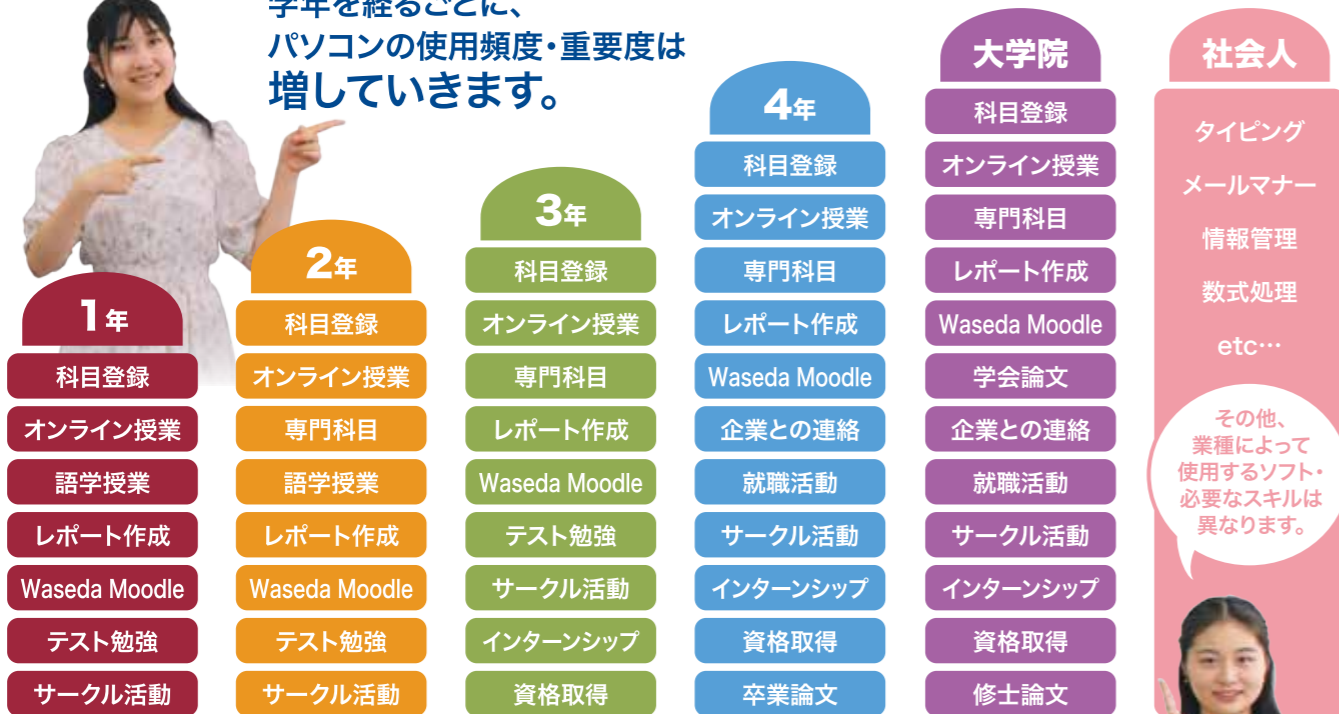 学年を経るごとに、
パソコンの使用頻度・重要度は
増していきます。
1年
科目登録
オンライン授業
語学授業
レポート作成
Waseda Moodle
テスト勉強
サークル活動
2年
科目登録
オンライン授業
専門科目
語学授業
レポート作成
Waseda Moodle
テスト勉強
サークル活動
3年
科目登録
オンライン授業
専門科目
レポート作成
Waseda Moodle
テスト勉強
サークル活動
インターンシップ
資格取得
4年
科目登録
オンライン授業
専門科目
レポート作成
Waseda Moodle
企業との連絡
就職活動
サークル活動
インターンシップ
資格取得
卒業論文
大学院
科目登録
オンライン授業
専門科目
レポート作成
Waseda Moodle
学会論文
企業との連絡
就職活動
サークル活動
インターンシップ
資格取得
修士論文
社会人
タイピング
メールマナー
情報管理
数式処理
etc…
その他、
業種によって
使用するソフト・
必要なスキルは
異なります。